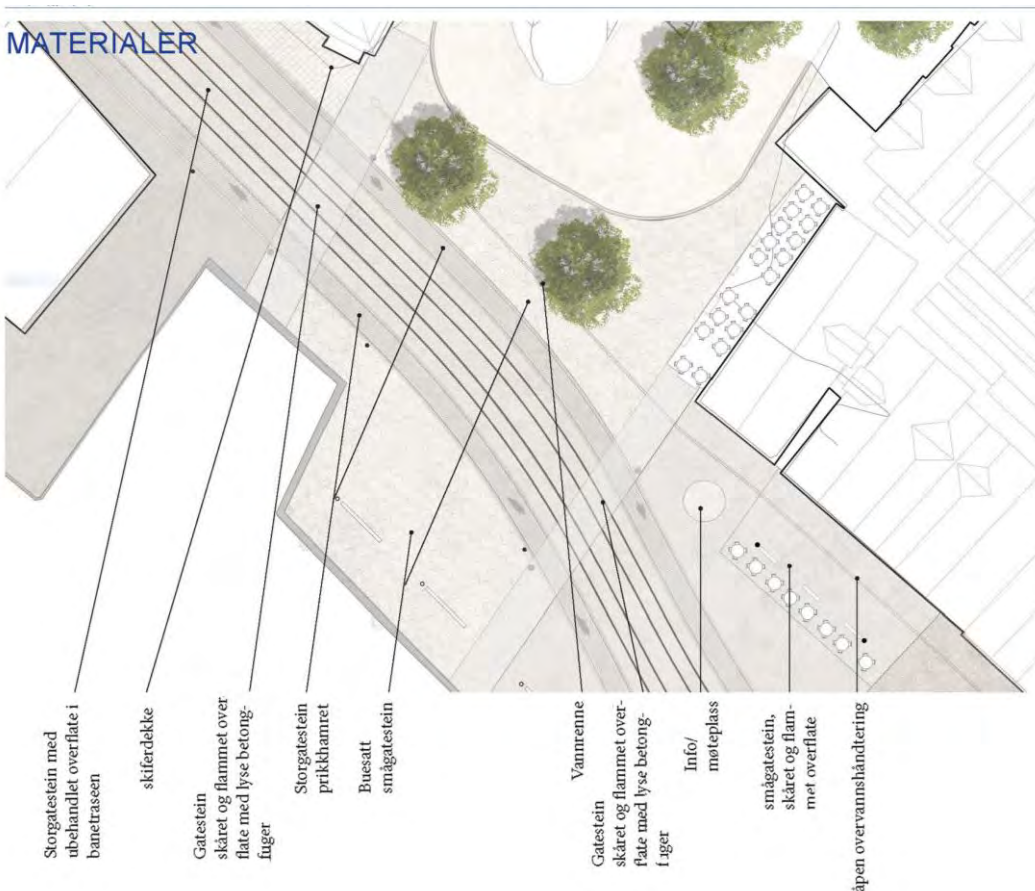 MATERIALER
Storgatestein med
ubehandlet overflate i
banetraseen
skiferdekke
Gatestein
skåret og flammet over
flate med lyse betong-
fuger
Storgatestein
prikkhamret
Buesatt
smågatestein
Vannrenne
Gatestein
skåret og flammet over-
flate med lyse betong-
f1ger
Info/
møteplass
smågatestein,
skåret og flam-
met overflate
åpen overvannshåndtering